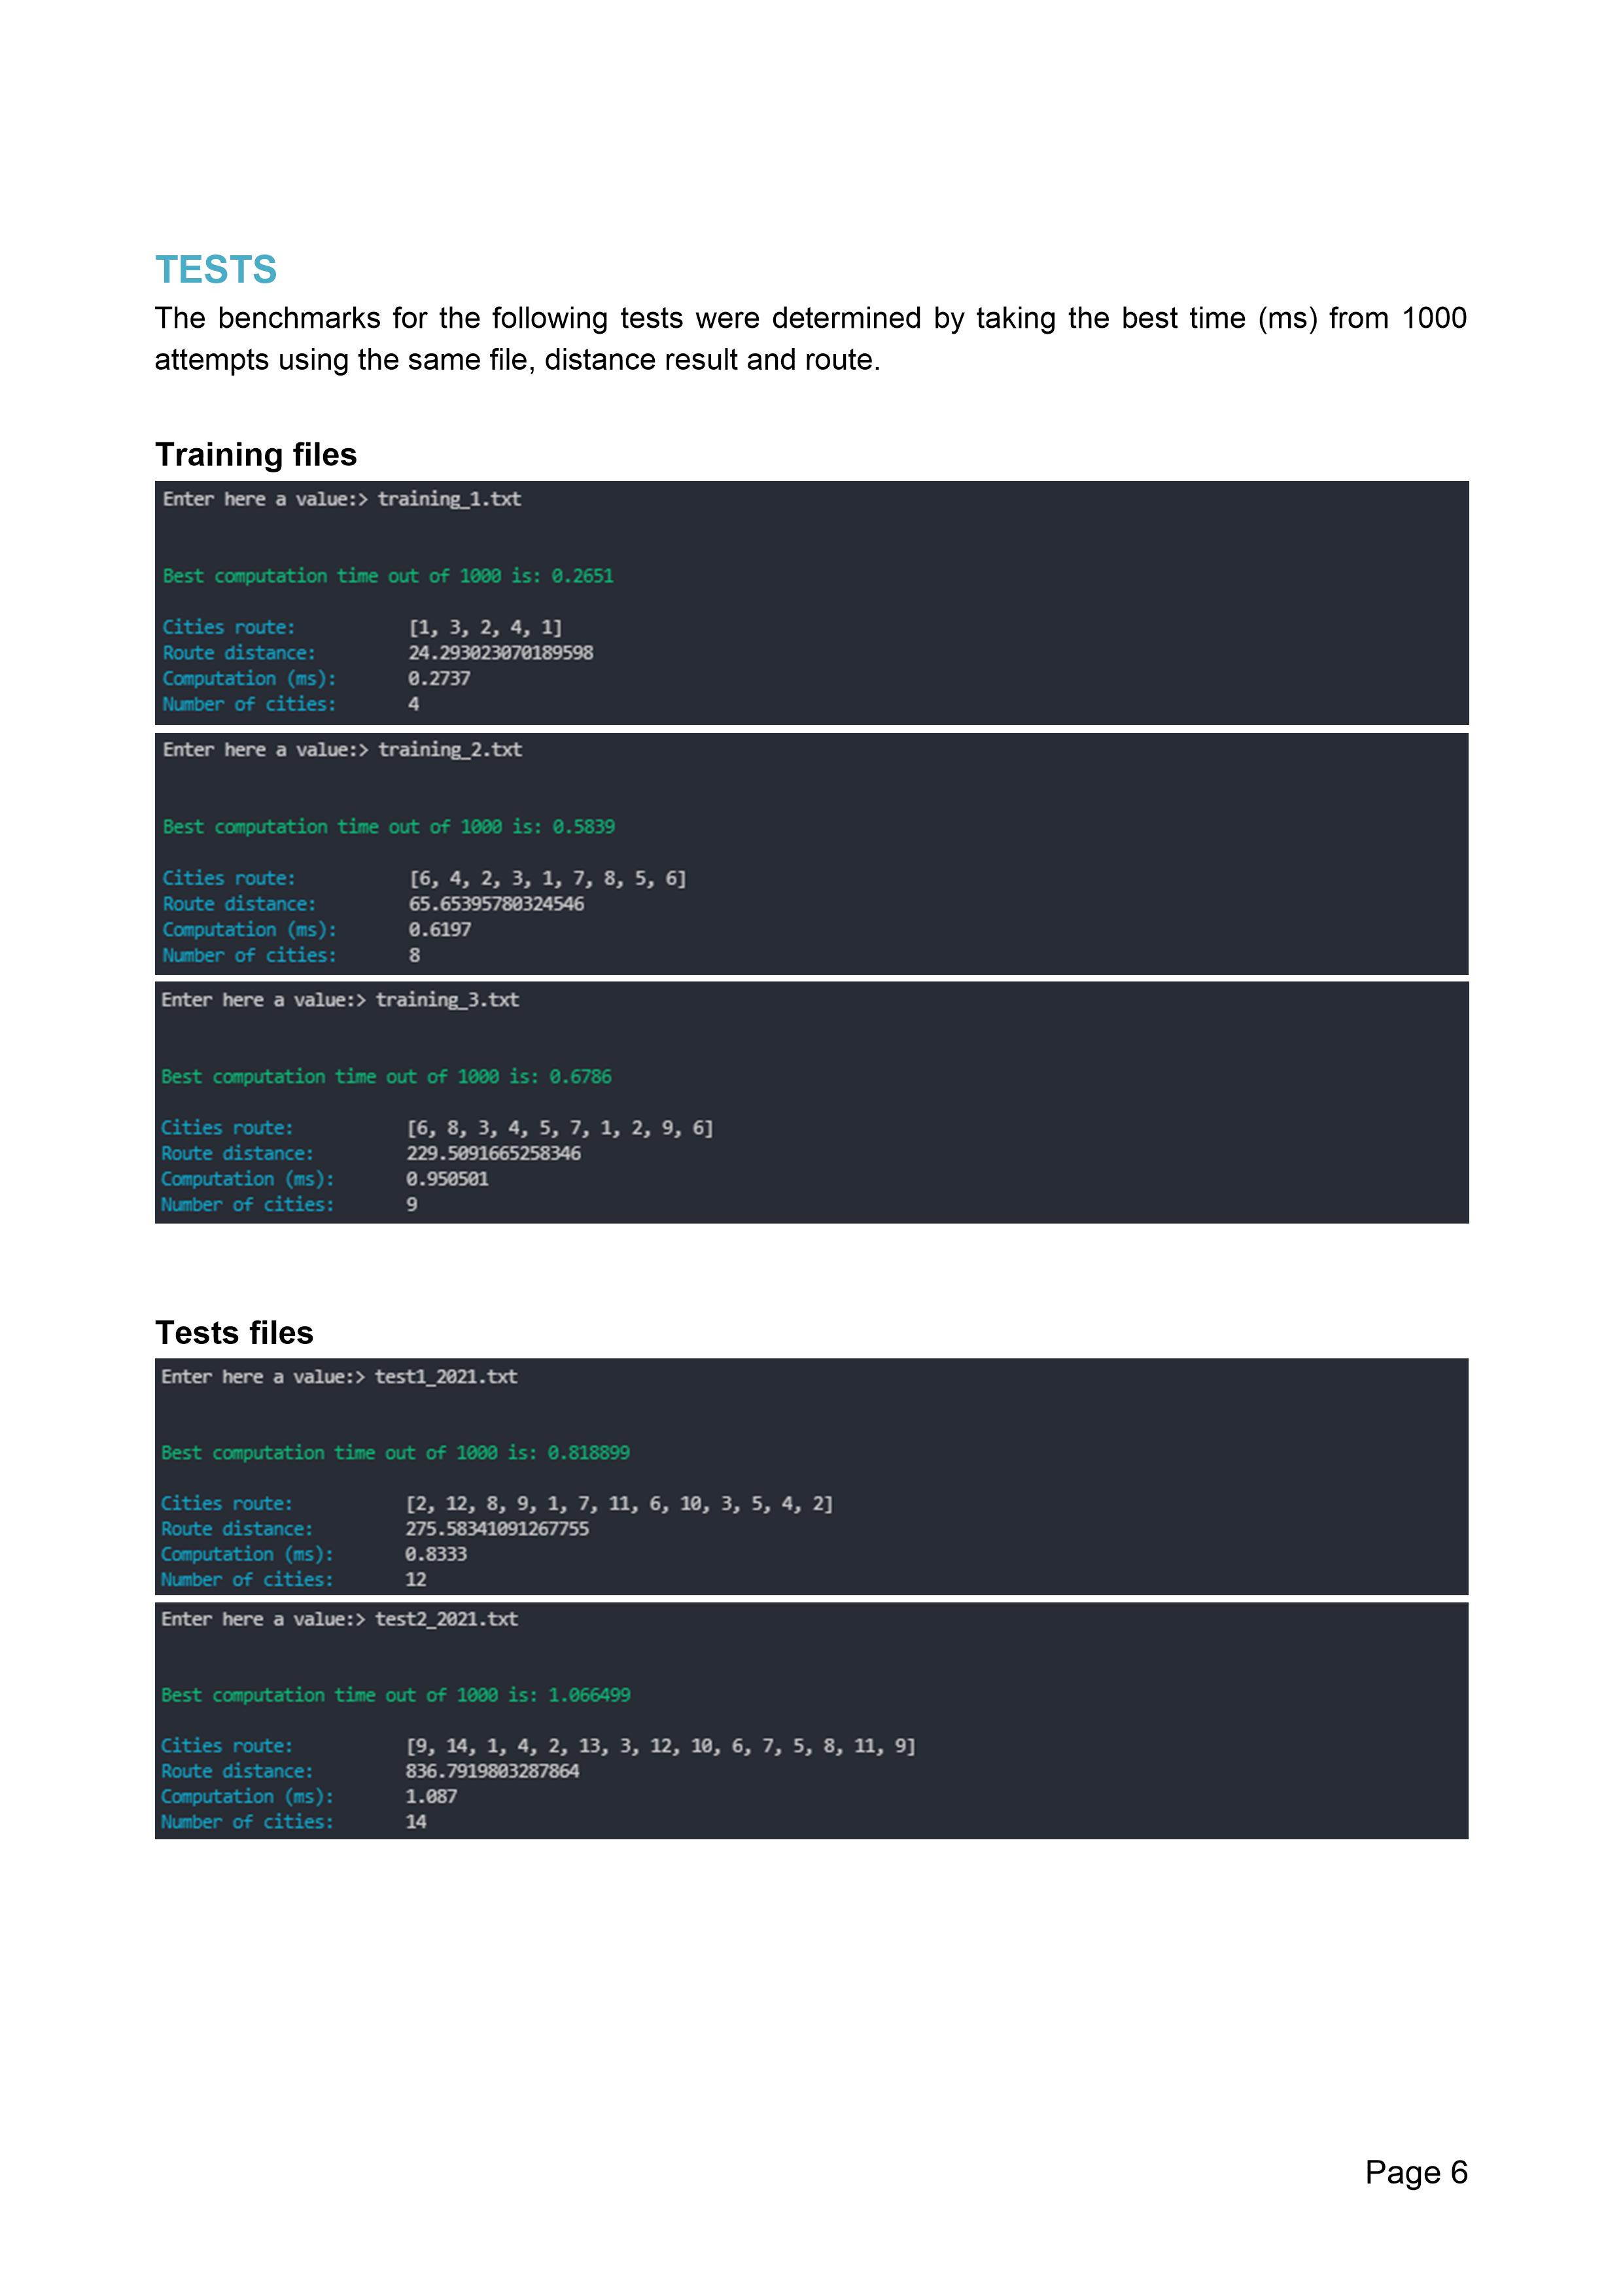 TESTS
The benchmarks for the following tests were determined by taking the best time (ms) from 1000
attempts using the same file, distance result and route.
Training files
Enter here a value:> training_1.txt
Best computation time out of 1000 is: 0.2651
Cities route: [1, 3, 2, 4, 1]
Route distance: 24.293023070189598
Computation (ms): 0.2737
Number of cities: 4
Enter here a value:> training_2.txt
Best computation time out of 1000 is: 0.5839
Cities route: [6, 4, 2, 3, 1, 7, 8, 5, 6]
Route distance: 65.65395780324546
Computation (ms): 0.6197
Number of cities: 8
Enter here a value:> training_3.txt
Best computation time out of 1000 is: 0.6786
Cities route: [6, 8, 3, 4, 5, 7, 1, 2, 9, 6]
Route distance: 229.5091665258346
Computation (ms): 0.950501
Number of cities: 9
Tests files
Enter here a value:> test1_2021.txt
Best computation time out of 1000 is: 0.818899
Cities route: [2, 12, 8, 9, 1, 7, 11, 6, 10, 3, 5, 4, 2]
Route distance: 275.58341091267755
Computation (ms): 0.8333
Number of cities: 12
Enter here a value:> test2_2021.txt
Best computation time out of 1000 is: 1.066499
Cities route: [9, 14, 1, 4, 2, 13, 3, 12, 10, 6, 7, 5, 8, 11, 9]
Route distance: 836.7919803287864
Computation (ms): 1.087
Number of cities: 14
Page 6